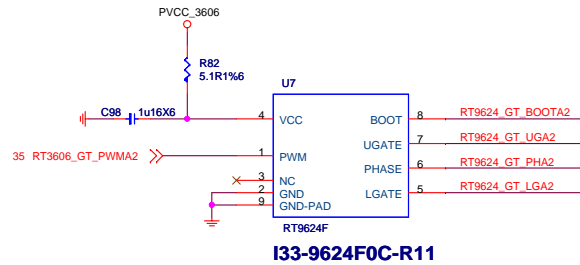 PVCC_3606
R82
5.1R1%6
U7
C98 1u16X6
4 VCC BOOT 8 RT9624_GT_BOOTA2
UGATE 7 RT9624_GT_UGA2
35 RT3606_GT_PWMA2 1 PWM
PHASE 6 RT9624_GT_PHA2
3 NC
2 GND LGATE 5 RT9624_GT_LGA2
9 GND-PAD
RT9624F
I33-9624F0C-R11